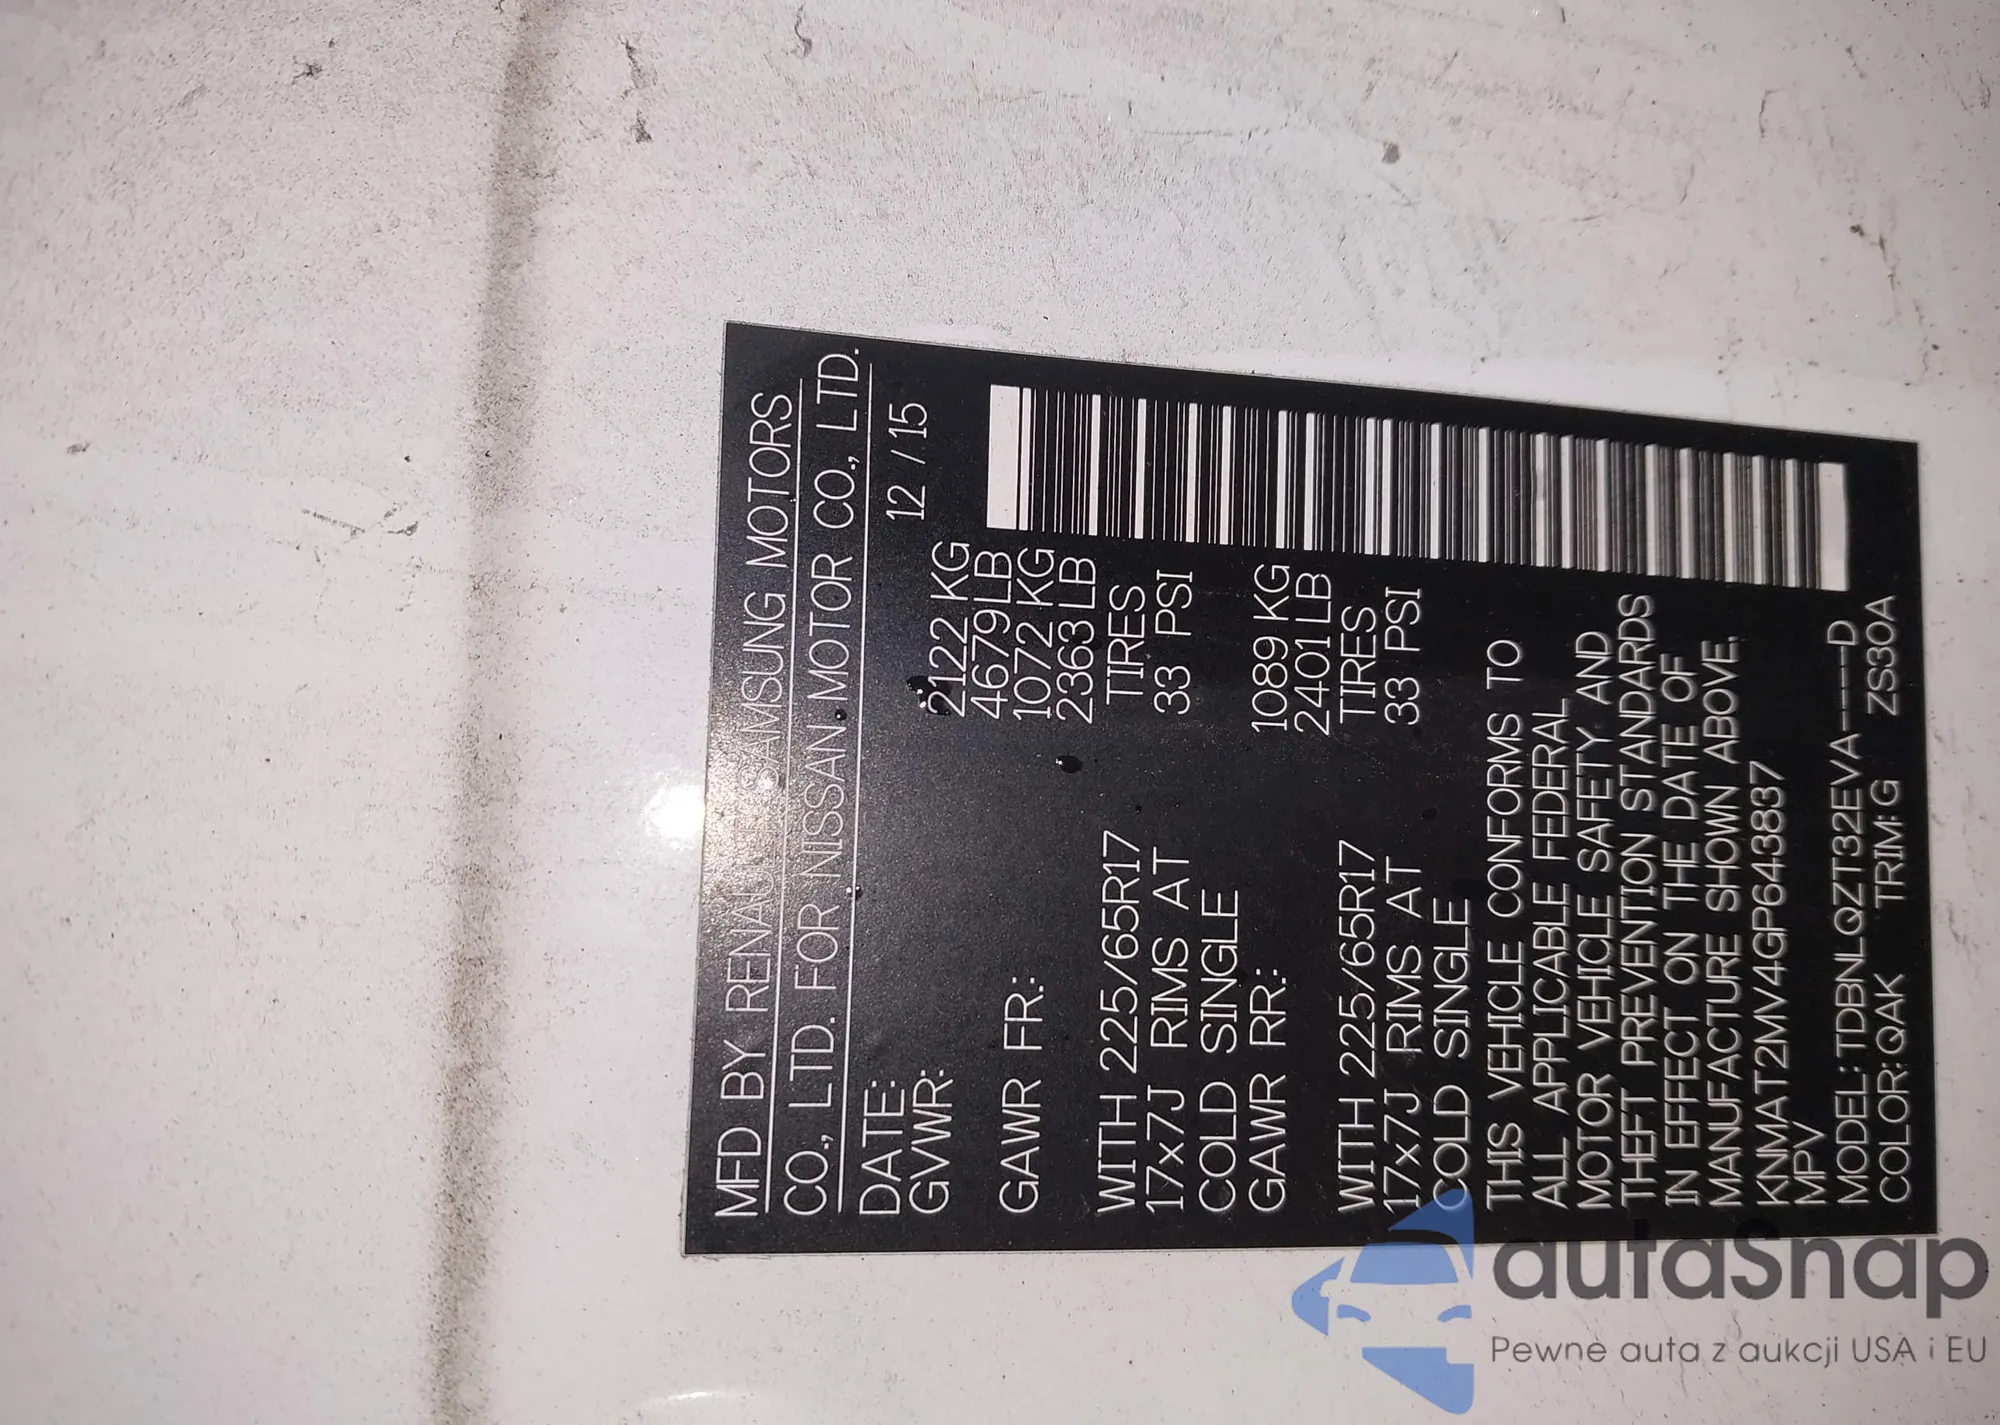 MFD BY RENAULT SAMSUNG MOTORS
CO., LTD. FOR NISSAN MOTOR CO., LTD.
DATE: 12 / 15
GVWR: 2122 KG
4679 LB
GAWR FR.: 1072 KG
2363 LB
WITH 225/65R17 TIRES
17x7J RIMS AT 33 PSI
COLD SINGLE
GAWR RR.: 1089 KG
2401 LB
WITH 225/65R17 TIRES
17x7J RIMS AT 33 PSI
COLD SINGLE
THIS VEHICLE CONFORMS TO
ALL APPLICABLE FEDERAL
MOTOR VEHICLE SAFETY AND
THEFT PREVENTION STANDARDS
IN EFFECT ON THE DATE OF
MANUFACTURE SHOWN ABOVE.
KNMAT2MV4GP643837
MPV
MODEL: TDBNLQZT32EVA----D
COLOR: QAK TRIM: G ZS30A
autaSnap
Pewne auta z aukcji USA i EU